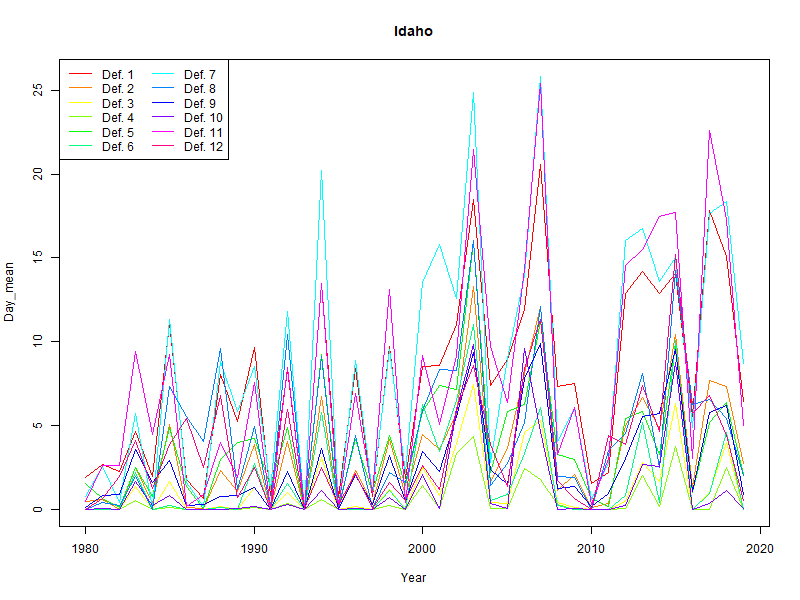 Idaho
Def. 1 Def. 7
Def. 2 Def. 8
Def. 3 Def. 9
Def. 4 Def. 10
Def. 5 Def. 11
Def. 6 Def. 12
25
20
15
10
5
0
Day_mean
1980 1990 2000 2010 2020
Year